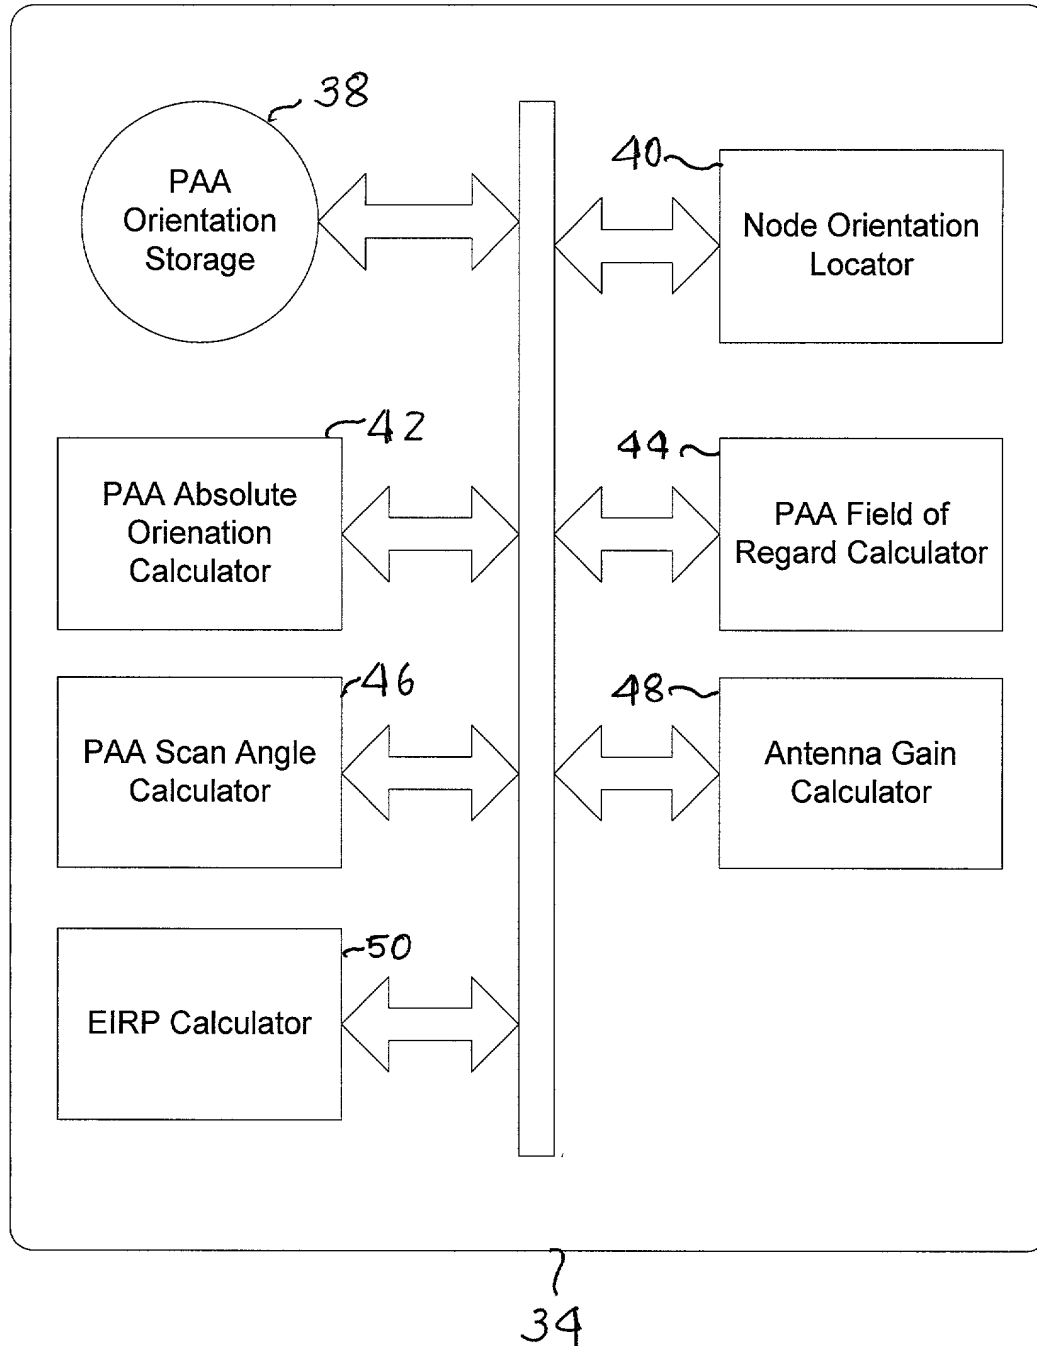 38
PAA
Orientation
Storage
40
Node Orientation
Locator
42
PAA Absolute
Orienation
Calculator
44
PAA Field of
Regard Calculator
46
PAA Scan Angle
Calculator
48
Antenna Gain
Calculator
50
EIRP Calculator
34